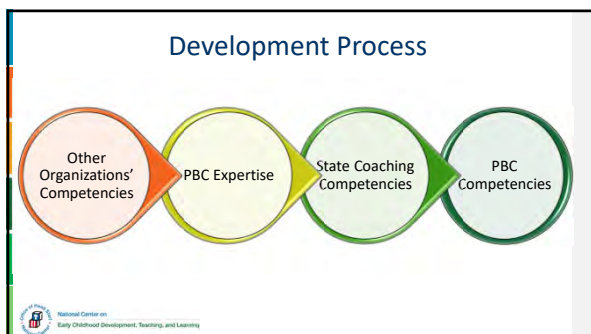 Development Process
Other
Organizations'
Competencies
PBC Expertise
State Coaching
Competencies
PBC
Competencies
National Center on
Early Childhood Development, Teaching, and Learning